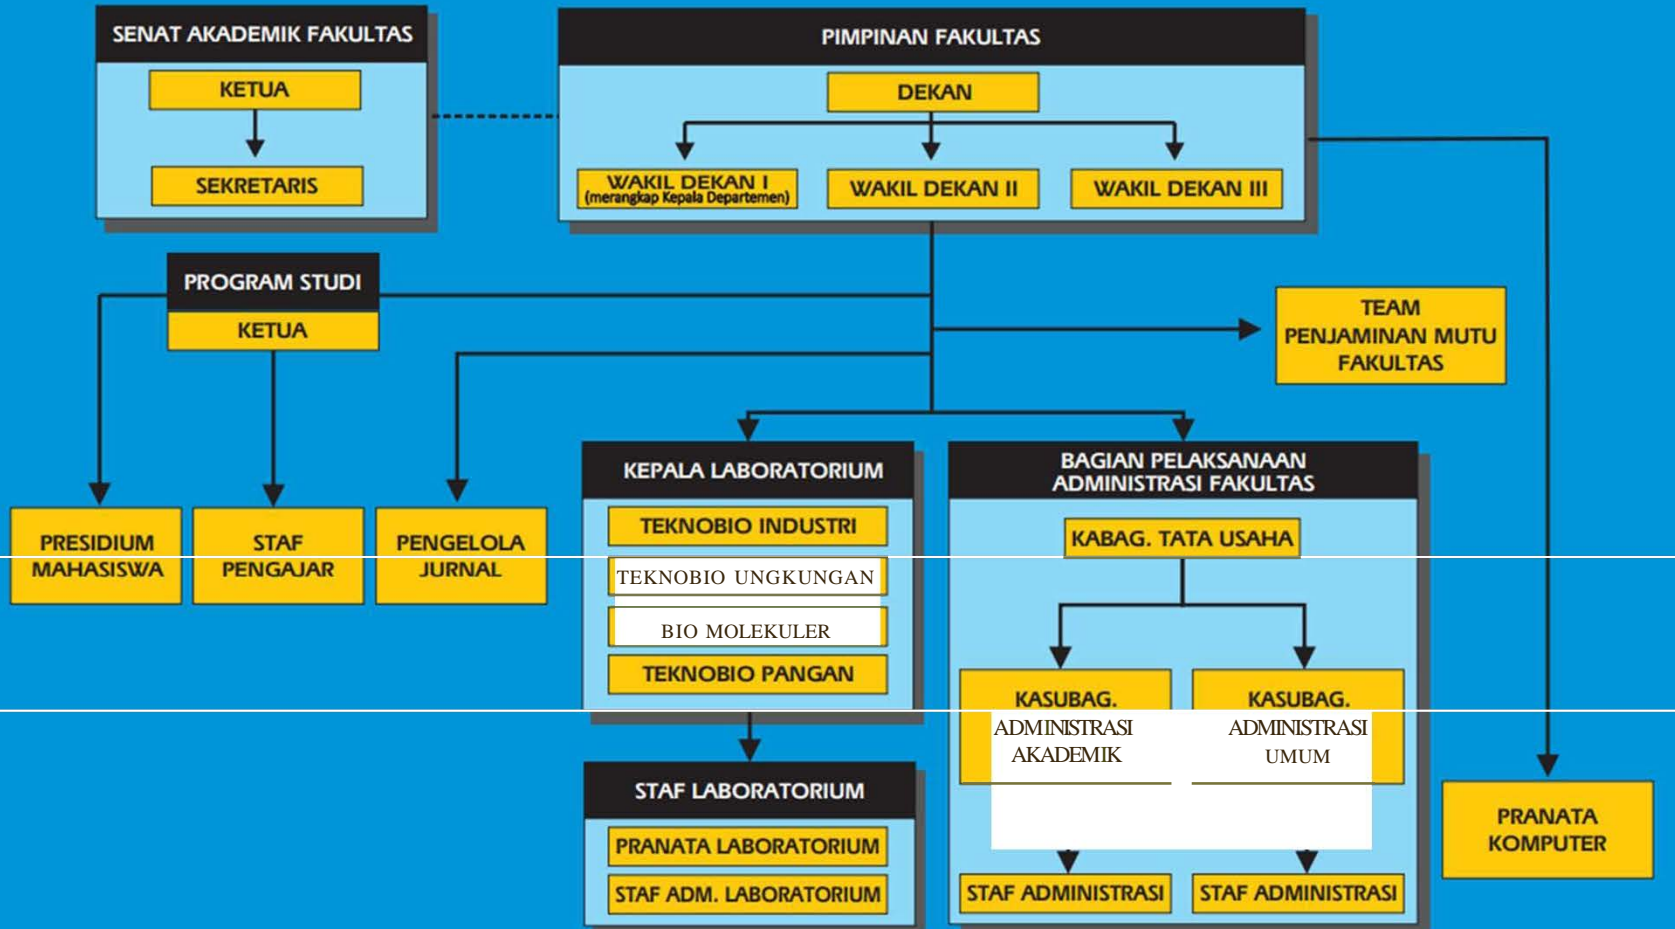 SENAT AKADEMIK FAKULTAS
KETUA
SEKRETARIS
PIMPINAN FAKULTAS
DEKAN
WAKIL DEKAN I
(merangkap Kepala Departemen)
WAKIL DEKAN II
WAKIL DEKAN III
PROGRAM STUDI
KETUA
TEAM
PENJAMINAN MUTU
FAKULTAS
PRESIDIUM
MAHASISWA
STAF
PENGAJAR
PENGELOLA
JURNAL
KEPALA LABORATORIUM
TEKNOBIO INDUSTRI
TEKNOBIO UNGKUNGAN
BIO MOLEKULER
TEKNOBIO PANGAN
STAF LABORATORIUM
PRANATA LABORATORIUM
STAF ADM. LABORATORIUM
BAGIAN PELAKSANAAN
ADMINISTRASI FAKULTAS
KABAG. TATA USAHA
KASUBAG.
ADMINISTRASI
AKADEMIK
KASUBAG.
ADMINISTRASI
UMUM
STAF ADMINISTRASI
STAF ADMINISTRASI
PRANATA
KOMPUTER